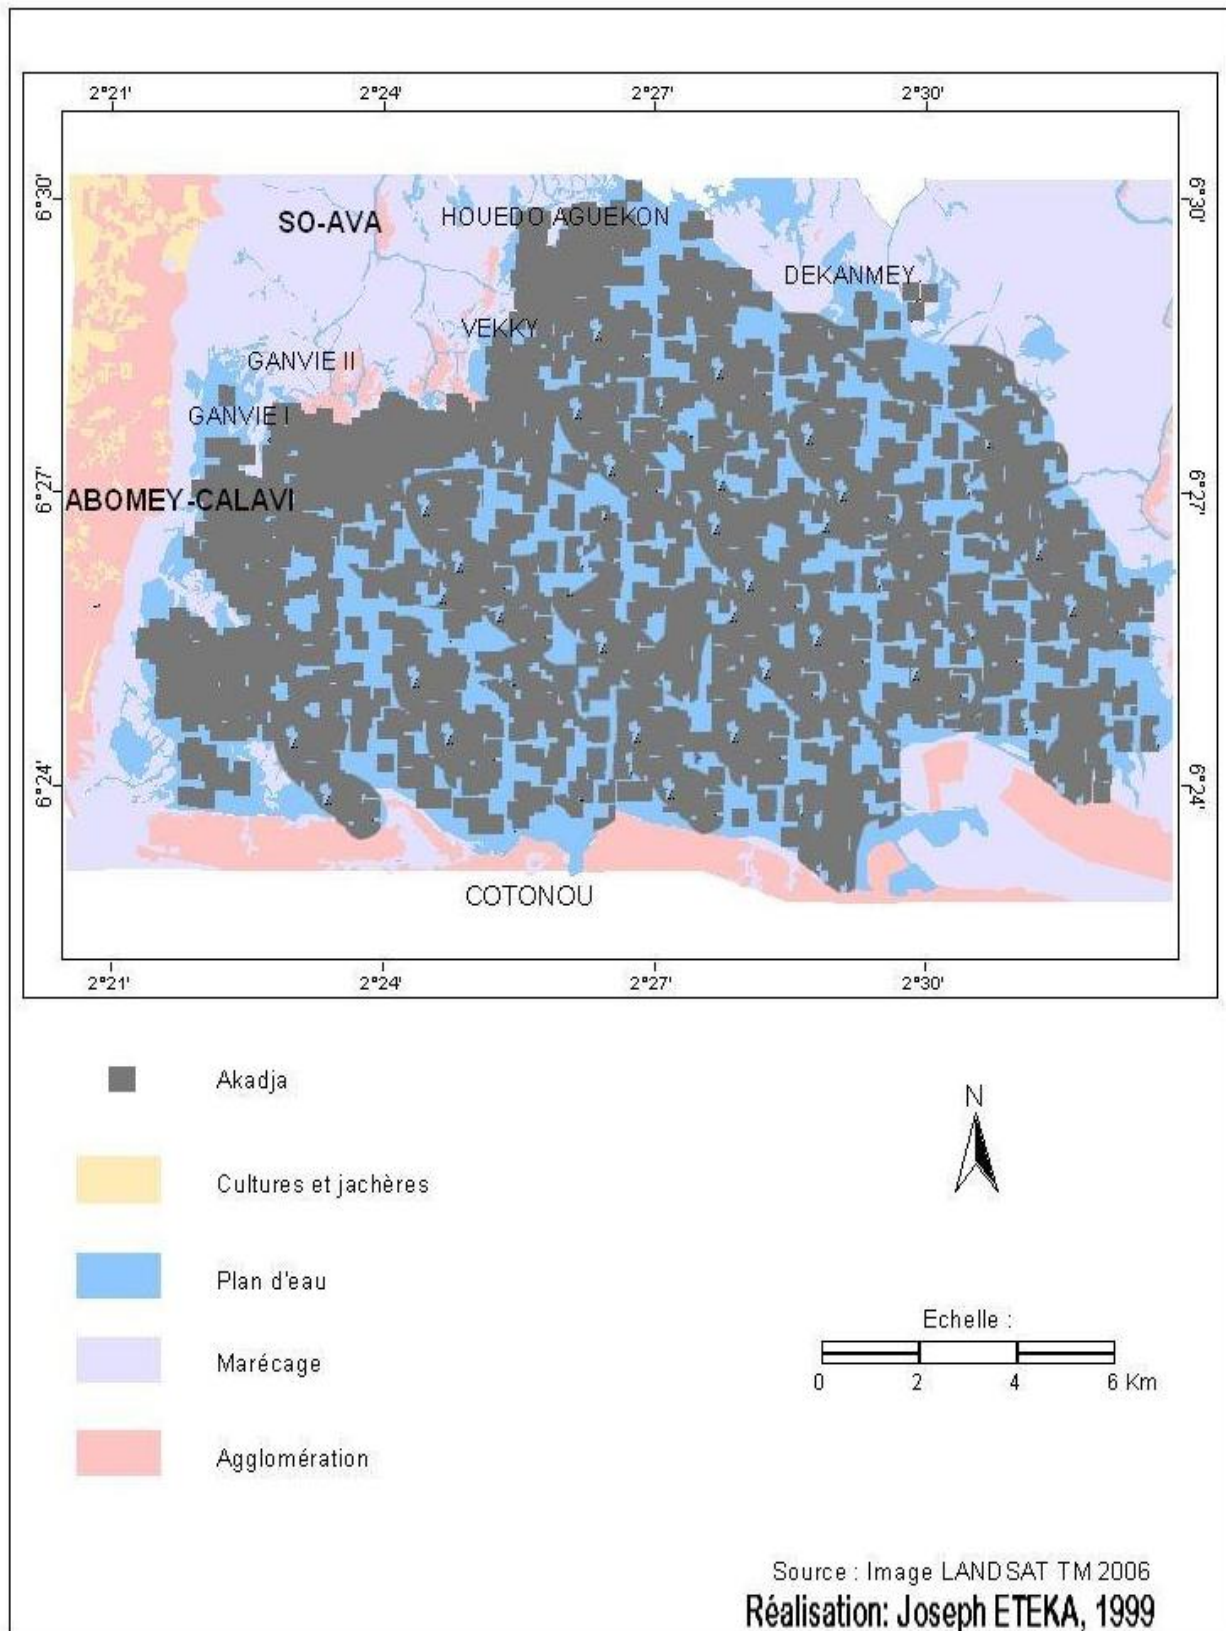 2°21' 2°24' 2°27' 2°30'
6°30' 6°30'
SO-AVA
HOUEDO AGUEKON
DEKANMEY
VEKKY
GANVIE II
GANVIE I
6°27' 6°27'
ABOMEY-CALAVI
6°24' 6°24'
COTONOU
2°21' 2°24' 2°27' 2°30'
Akadja
N
Cultures et jachères
Plan d'eau
Echelle :
Marécage
0 2 4 6 Km
Agglomération
Source : Image LANDSAT TM 2006
Réalisation: Joseph ETEKA, 1999